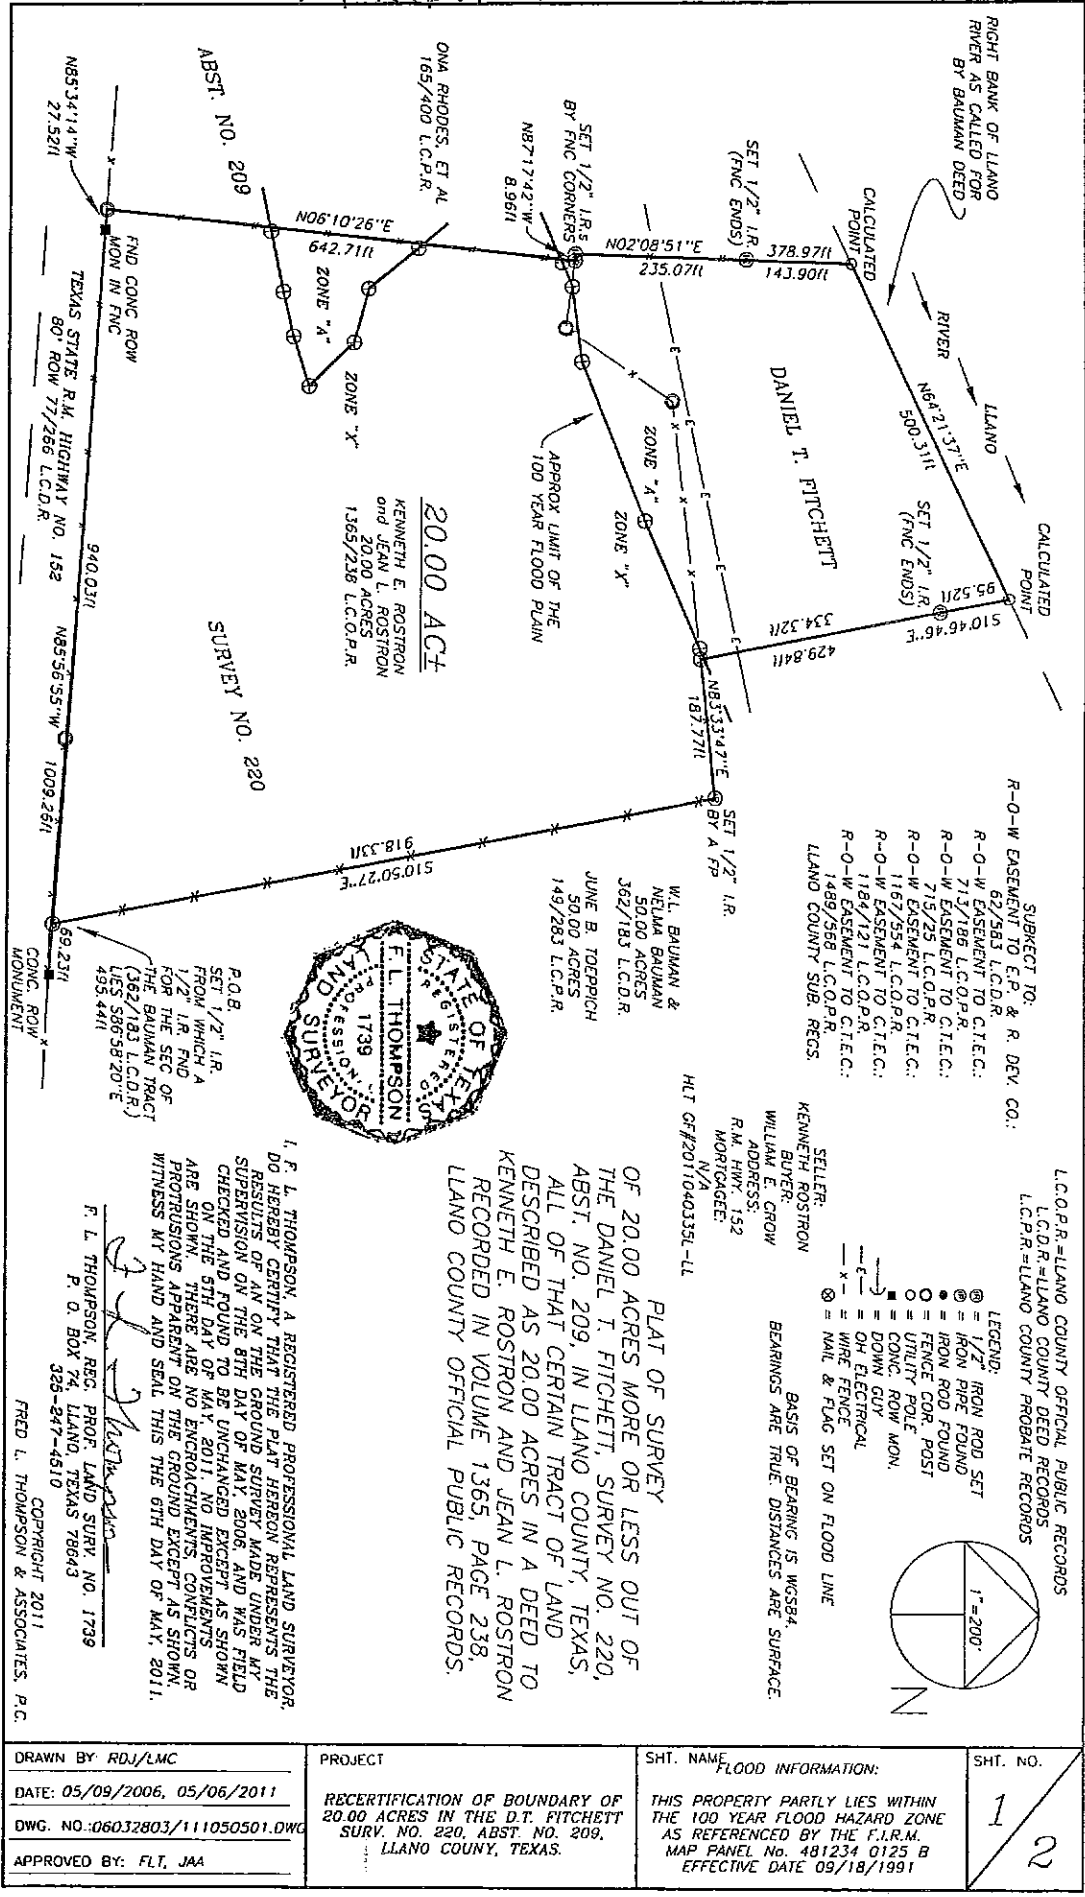 RIGHT BANK OF LLANO
RIVER AS CALLED FOR
BY BAUMAN DEED
CALCULATED
POINT
RIVER
LLANO
N64°21'37"E
500.31ft
CALCULATED
POINT
SET 1/2" I.R.
(FNC ENDS)
378.97ft
143.90ft
SET 1/2" I.R.
(FNC ENDS)
95.52ft
S10°46'46"E
334.32ft
429.84ft
N02°08'51"E
235.07ft
DANIEL T. FITCHETT
SET 1/2" I.R.s
BY FNC CORNERS
N87°17'42"W
8.96ft
ZONE "A"
ZONE "X"
APPROX LIMIT OF THE
100 YEAR FLOOD PLAIN
N83°33'47"E
187.77ft
SET 1/2" I.R.
BY A FP
ONA RHODES, ET AL
165/400 L.C.P.R.
N06°10'26"E
642.71ft
ZONE "A"
ZONE "X"
20.00 AC±
KENNETH E. ROSTRON
and JEAN L. ROSTRON
20.00 ACRES
1365/238 L.C.O.P.R.
ABST. NO. 209
SURVEY NO. 220
918.33ft
S10°50'27"E
N85°34'14"W
27.52ft
FND CONC ROW
MON IN FNC
TEXAS STATE R.M. HIGHWAY NO. 152
80' ROW 77/266 L.C.D.R.
940.03ft
N85°56'55"W
1009.26ft
69.23ft
CONC. ROW
MONUMENT
P.O.B.
SET 1/2" I.R.
FROM WHICH A
1/2" I.R. FND
FOR THE SEC OF
THE BAUMAN TRACT
(362/183 L.C.D.R.)
LIES S86°58'20"E
495.44ft
SUBKECT TO:
R-O-W EASEMENT TO E.P. & R. DEV. CO.:
62/583 L.C.D.R.
R-O-W EASEMENT TO C.T.E.C.:
713/186 L.C.O.P.R.
R-O-W EASEMENT TO C.T.E.C.:
715/25 L.C.O.P.R.
R-O-W EASEMENT TO C.T.E.C.:
1167/554 L.C.O.P.R.
R-O-W EASEMENT TO C.T.E.C.:
1184/121 L.C.O.P.R.
R-O-W EASEMENT TO C.T.E.C.:
1489/568 L.C.O.P.R.
LLANO COUNTY SUB. REGS.
W.L. BAUMAN &
NELMA BAUMAN
50.00 ACRES
362/183 L.C.D.R.
JUNE B. TOEPPICH
50.00 ACRES
149/283 L.C.P.R.
STATE OF TEXAS
REGISTERED
F. L. THOMPSON
1739
PROFESSION
LAND SURVEYOR
L.C.O.P.R.=LLANO COUNTY OFFICIAL PUBLIC RECORDS
L.C.D.R.=LLANO COUNTY DEED RECORDS
L.C.P.R.=LLANO COUNTY PROBATE RECORDS
LEGEND:
= 1/2" IRON ROD SET
= IRON PIPE FOUND
= IRON ROD FOUND
= FENCE COR. POST
= UTILITY POLE
= CONC. ROW MON.
= DOWN GUY
—E— = OH ELECTRICAL
—x— = WIRE FENCE
= NAIL & FLAG SET ON FLOOD LINE
1"=200'
N
SELLER:
KENNETH ROSTRON
BUYER:
WILLIAM E. CROW
ADDRESS:
R.M. HWY. 152
MORTGAGEE:
N/A
HLT GF#2011040335L-LL
BASIS OF BEARING IS WGS84.
BEARINGS ARE TRUE. DISTANCES ARE SURFACE.
PLAT OF SURVEY
OF 20.00 ACRES MORE OR LESS OUT OF
THE DANIEL T. FITCHETT, SURVEY NO. 220,
ABST. NO. 209, IN LLANO COUNTY, TEXAS,
ALL OF THAT CERTAIN TRACT OF LAND
DESCRIBED AS 20.00 ACRES IN A DEED TO
KENNETH E. ROSTRON AND JEAN L. ROSTRON
RECORDED IN VOLUME 1365, PAGE 238,
LLANO COUNTY OFFICIAL PUBLIC RECORDS.
I, F. L. THOMPSON, A REGISTERED PROFESSIONAL LAND SURVEYOR,
DO HEREBY CERTIFY THAT THE PLAT HEREON REPRESENTS THE
RESULTS OF AN ON THE GROUND SURVEY MADE UNDER MY
SUPERVISION ON THE 8TH DAY OF MAY, 2006, AND WAS FIELD
CHECKED AND FOUND TO BE UNCHANGED EXCEPT AS SHOWN
ON THE 5TH DAY OF MAY, 2011. NO IMPROVEMENTS
ARE SHOWN. THERE ARE NO ENCROACHMENTS, CONFLICTS OR
PROTRUSIONS APPARENT ON THE GROUND EXCEPT AS SHOWN.
WITNESS MY HAND AND SEAL THIS THE 6TH DAY OF MAY, 2011.
F. L. THOMPSON, REG. PROF. LAND SURV. NO. 1739
P. O. BOX 74, LLANO, TEXAS 78643
325-247-4510
COPYRIGHT 2011
FRED L. THOMPSON & ASSOCIATES, P.C.
DRAWN BY: RDJ/LMC
DATE: 05/09/2006, 05/06/2011
DWG. NO.:06032803/111050501.DWG
APPROVED BY: FLT, JAA
PROJECT
RECERTIFICATION OF BOUNDARY OF
20.00 ACRES IN THE D.T. FITCHETT
SURV. NO. 220, ABST. NO. 209,
LLANO COUNY, TEXAS.
SHT. NAME
FLOOD INFORMATION:
THIS PROPERTY PARTLY LIES WITHIN
THE 100 YEAR FLOOD HAZARD ZONE
AS REFERENCED BY THE F.I.R.M.
MAP PANEL No. 481234 0125 B
EFFECTIVE DATE 09/18/1991
SHT. NO.
1
2